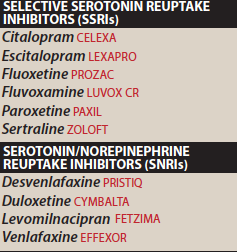 SELECTIVE SEROTONIN REUPTAKE
INHIBITORS (SSRIs)
Citalopram CELEXA
Escitalopram LEXAPRO
Fluoxetine PROZAC
Fluvoxamine LUVOX CR
Paroxetine PAXIL
Sertraline ZOLOFT
SEROTONIN/NOREPINEPHRINE
REUPTAKE INHIBITORS (SNRIs)
Desvenlafaxine PRISTIQ
Duloxetine CYMBALTA
Levomilnacipran FETZIMA
Venlafaxine EFFEXOR